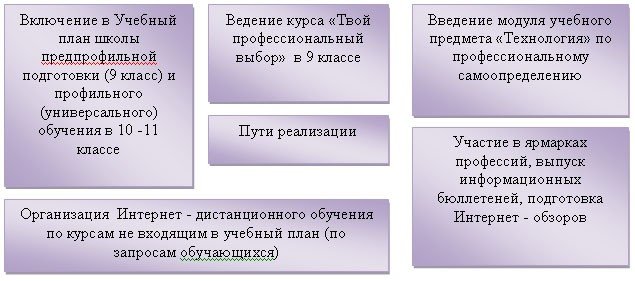 Включение в Учебный
план школы
предпрофильной
подготовки (9 класс) и
профильного
(универсального)
обучения в 10 -11
классе
Ведение курса «Твой
профессиональный
выбор»  в 9 классе
Введение модуля учебного
предмета «Технология» по
профессиональному
самоопределению
Пути реализации
Участие в ярмарках
профессий, выпуск
информационных
бюллетеней, подготовка
Интернет - обзоров
Организация  Интернет - дистанционного обучения
по курсам не входящим в учебный план (по
запросам обучающихся)